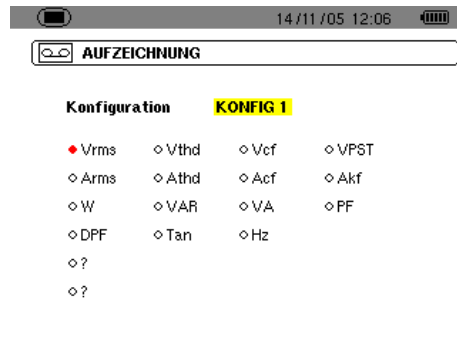 14/11/05 12:06
AUFZEICHNUNG
Konfiguration KONFIG 1
Vrms Vthd Vcf VPST
Arms Athd Acf Akf
W VAR VA PF
DPF Tan Hz
?
?